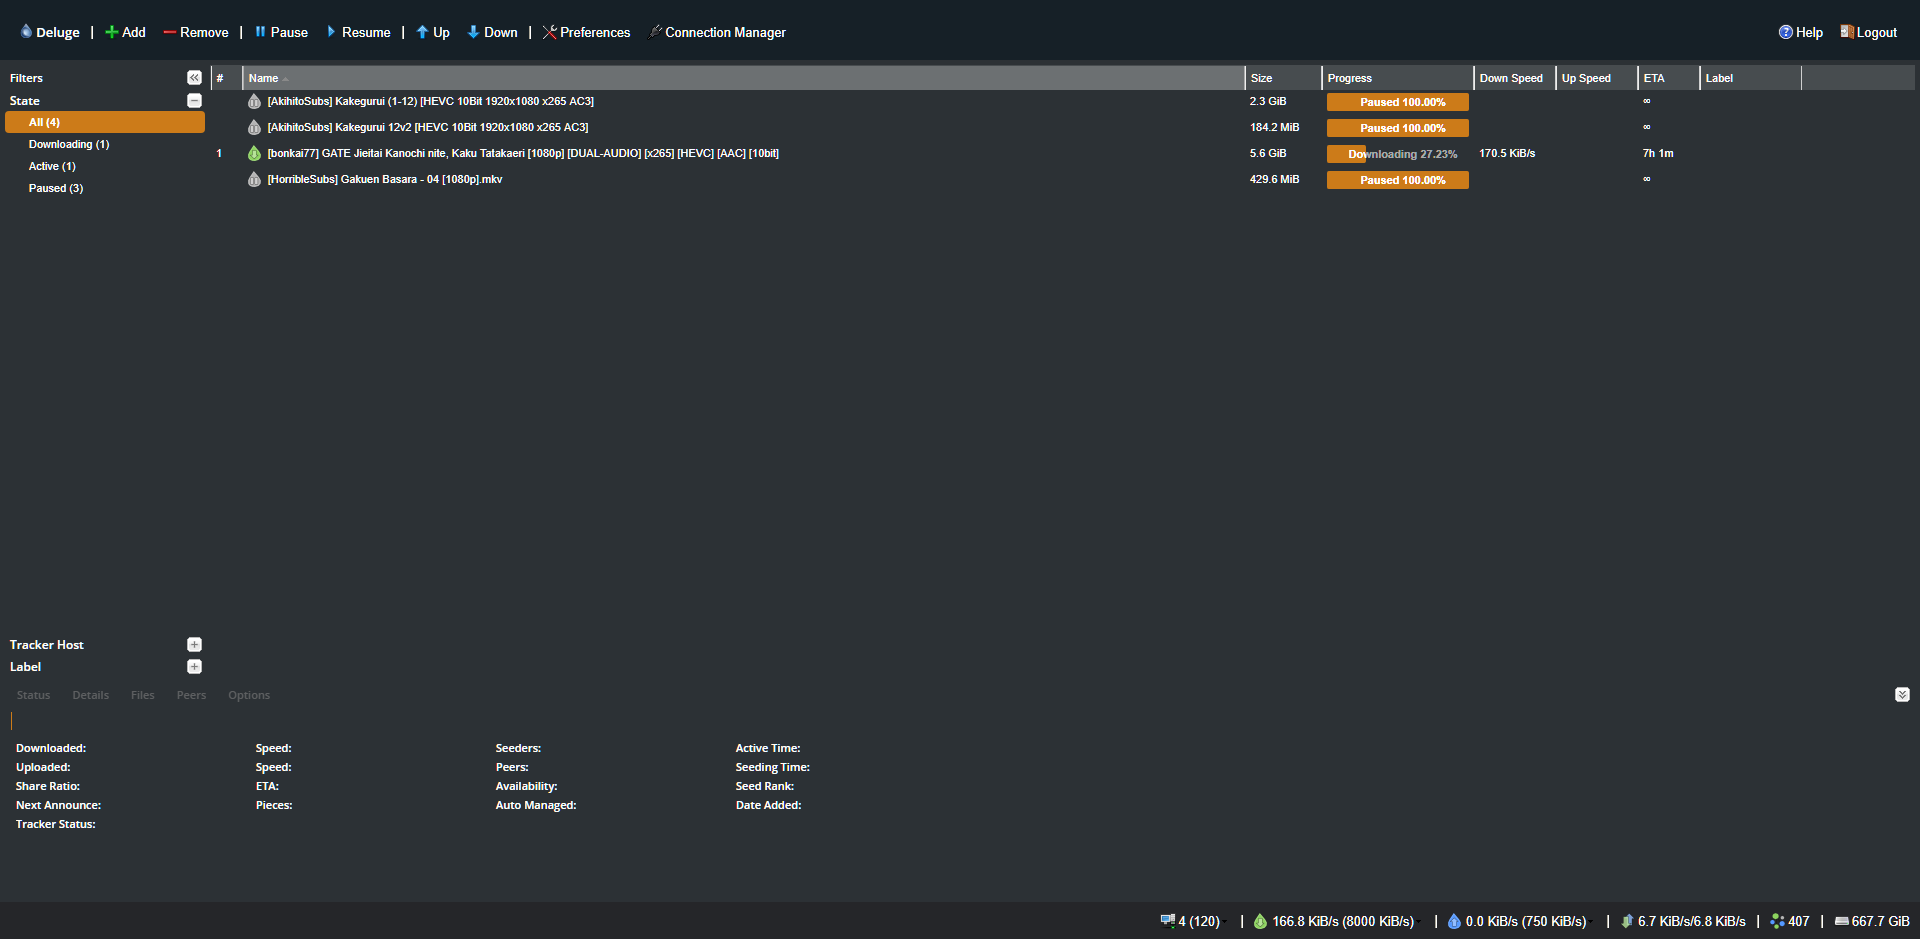 Deluge | Add Remove | Pause Resume | Up Down | Preferences Connection Manager Help Logout
Filters # Name Size Progress Down Speed Up Speed ETA Label
State
[AkihitoSubs] Kakegurui (1-12) [HEVC 10Bit 1920x1080 x265 AC3] 2.3 GiB Paused 100.00% ∞
All (4)
[AkihitoSubs] Kakegurui 12v2 [HEVC 10Bit 1920x1080 x265 AC3] 184.2 MiB Paused 100.00% ∞
Downloading (1)
1 [bonkai77] GATE Jieitai Kanochi nite, Kaku Tatakaeri [1080p] [DUAL-AUDIO] [x265] [HEVC] [AAC] [10bit] 5.6 GiB Downloading 27.23% 170.5 KiB/s 7h 1m
Active (1)
[HorribleSubs] Gakuen Basara - 04 [1080p].mkv 429.6 MiB Paused 100.00% ∞
Paused (3)
Tracker Host
Label
Status Details Files Peers Options
Downloaded: Speed: Seeders: Active Time:
Uploaded: Speed: Peers: Seeding Time:
Share Ratio: ETA: Availability: Seed Rank:
Next Announce: Pieces: Auto Managed: Date Added:
Tracker Status:
4 (120) | 166.8 KiB/s (8000 KiB/s) | 0.0 KiB/s (750 KiB/s) | 6.7 KiB/s/6.8 KiB/s | 407 | 667.7 GiB